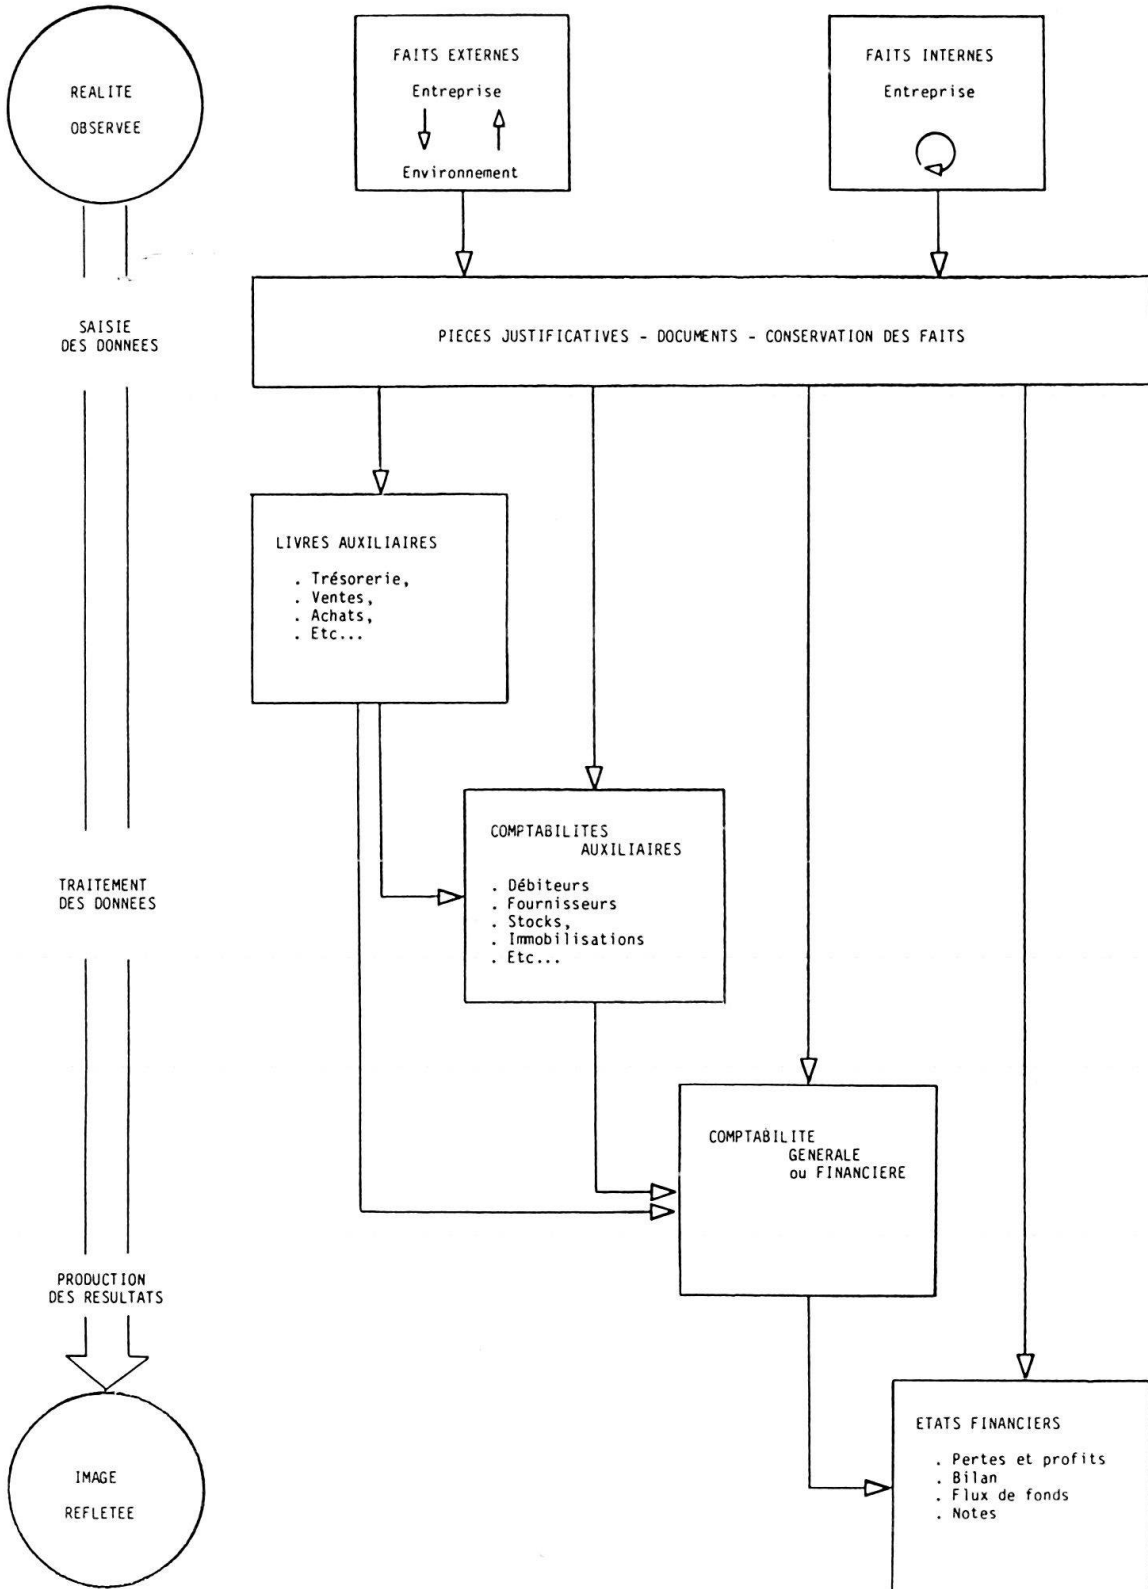 REALITE
OBSERVEE
FAITS EXTERNES
Entreprise
Environnement
FAITS INTERNES
Entreprise
SAISIE
DES DONNEES
PIECES JUSTIFICATIVES - DOCUMENTS - CONSERVATION DES FAITS
LIVRES AUXILIAIRES
. Trésorerie,
. Ventes,
. Achats,
. Etc...
TRAITEMENT
DES DONNEES
COMPTABILITES
AUXILIAIRES
. Débiteurs
. Fournisseurs
. Stocks,
. Immobilisations
. Etc...
COMPTABILITE
GENERALE
ou FINANCIERE
PRODUCTION
DES RESULTATS
ETATS FINANCIERS
. Pertes et profits
. Bilan
. Flux de fonds
. Notes
IMAGE
REFLETEE